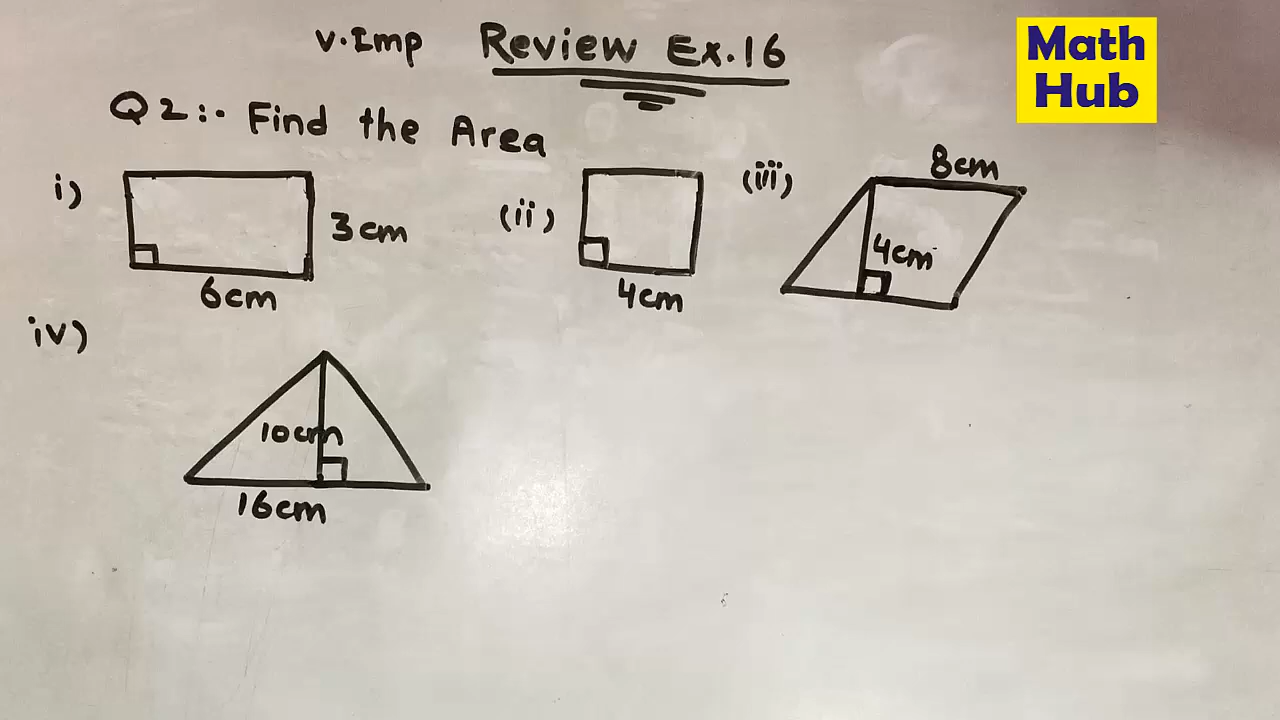 v.Imp Review Ex.16
Math
Hub
Q2:- Find the Area
i)
3cm
6cm
(ii)
4cm
(iii)
8cm
4cm
iv)
10cm
16cm